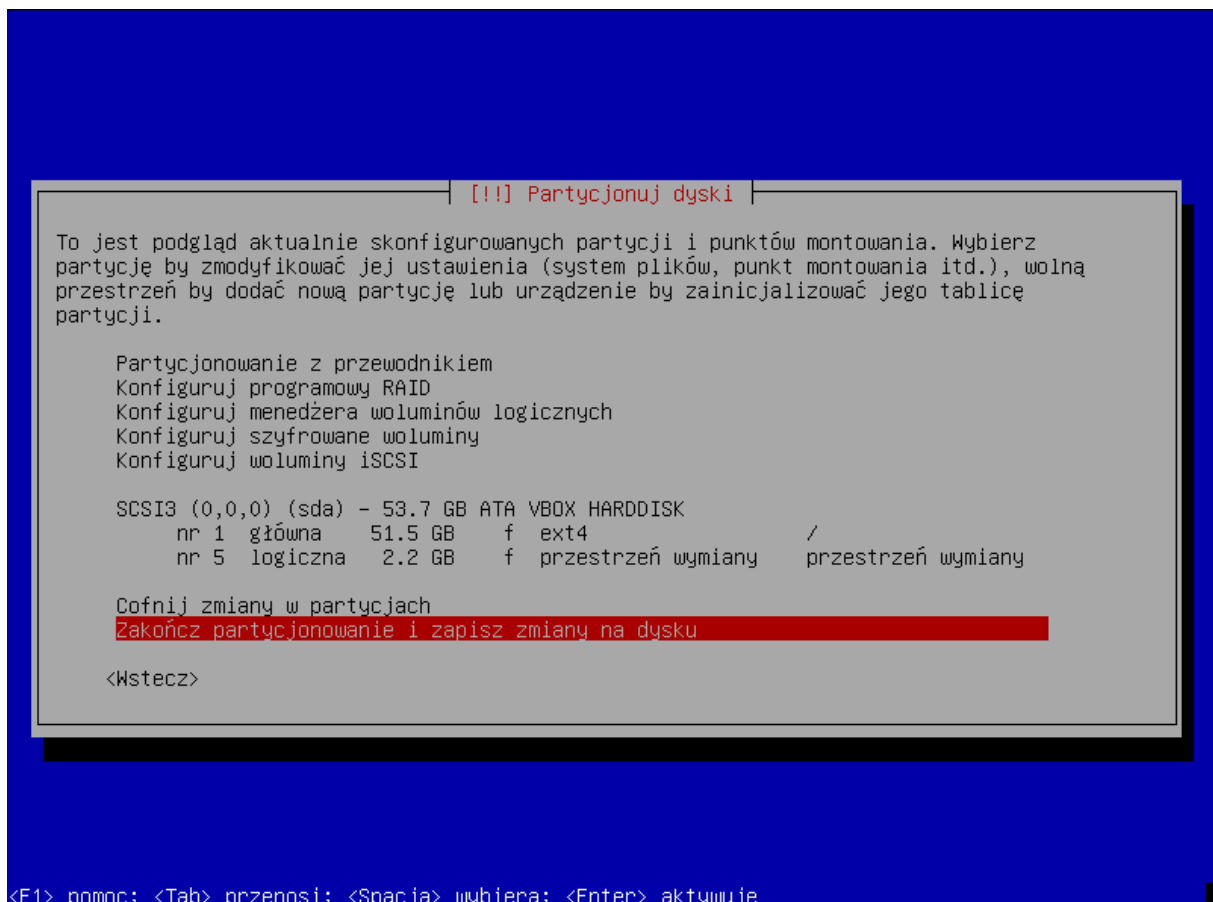 [!!] Partycjonuj dyski
To jest podgląd aktualnie skonfigurowanych partycji i punktów montowania. Wybierz
partycję by zmodyfikować jej ustawienia (system plików, punkt montowania itd.), wolną
przestrzeń by dodać nową partycję lub urządzenie by zainicjalizować jego tablicę
partycji.
Partycjonowanie z przewodnikiem
Konfiguruj programowy RAID
Konfiguruj menedżera woluminów logicznych
Konfiguruj szyfrowane woluminy
Konfiguruj woluminy iSCSI
SCSI3 (0,0,0) (sda) – 53.7 GB ATA VBOX HARDDISK
nr 1 główna 51.5 GB f ext4 /
nr 5 logiczna 2.2 GB f przestrzeń wymiany przestrzeń wymiany
Cofnij zmiany w partycjach
Zakończ partycjonowanie i zapisz zmiany na dysku
<Wstecz>
<F1> pomoc; <Tab> przenosi; <Spacja> wybiera; <Enter> aktywuje